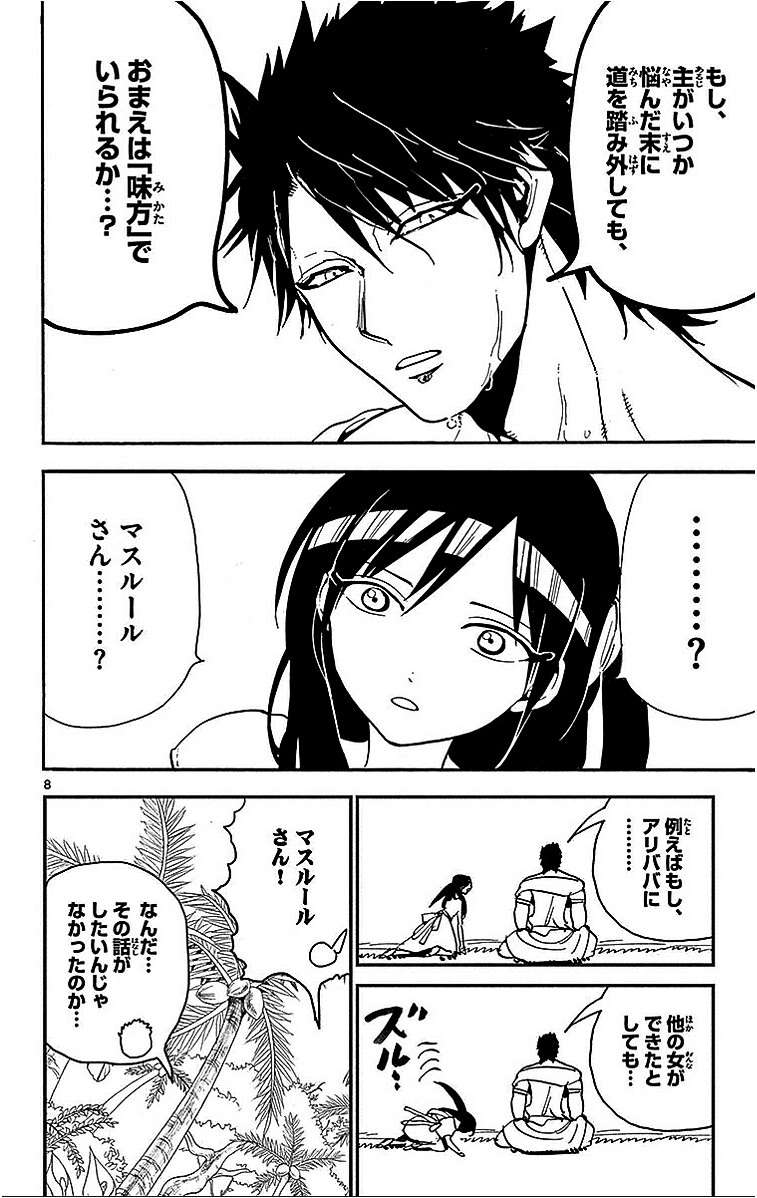 もし、
主がいつか
悩んだ末に
道を踏み外しても、
おまえは「味方」で
いられるか…?
………?
マスルール
さん………?
8
例えばもし、
アリババに
………
他の女が
できたと
しても…
ズル…
マスルール
さん!
なんだ…
その話が
したいんじゃ
なかったのか…